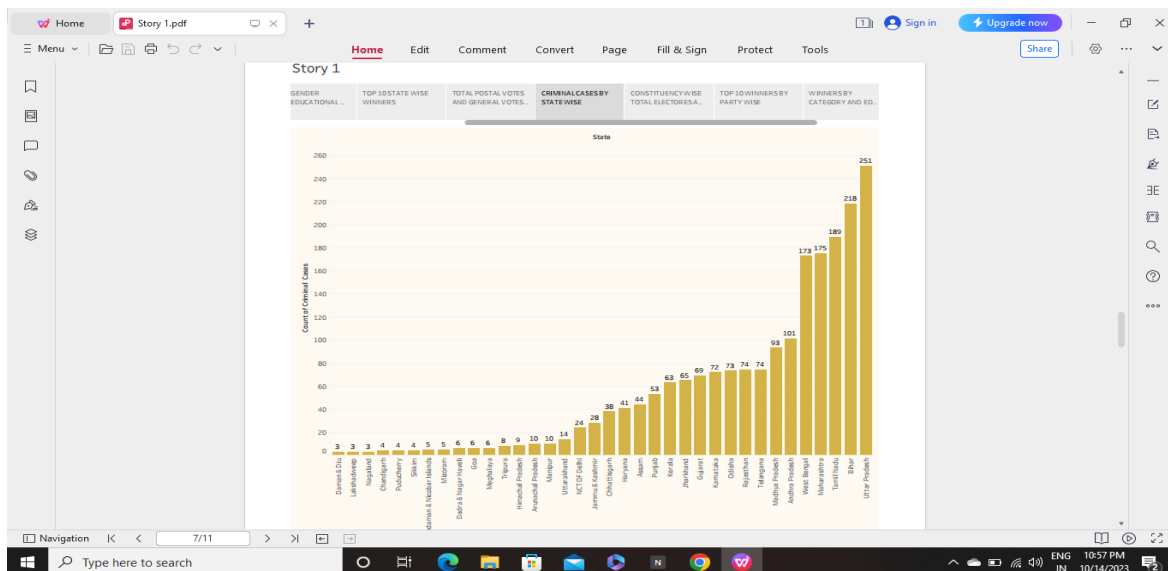 Home
Story 1.pdf
1
Sign in
Upgrade now
Menu
Home Edit Comment Convert Page Fill & Sign Protect Tools
Share
Story 1
GENDER
EDUCATIONAL ..
TOP 10 STATE WISE
WINNERS
TOTAL POSTAL VOTES
AND GENERAL VOTES..
CRIMINAL CASES BY
STATE WISE
CONSTITUENCY WISE
TOTAL ELECTORES A..
TOP 10 WINNERS BY
PARTY WISE
WINNERS BY
CATEGORY AND ED..
State
Count of Criminal Cases
260
240
220
200
180
160
140
120
100
80
60
40
20
0
3 3 3 4 4 4 5 5 6 6 6 8 9 10 10 14 24 28 38 41 44 53 63 65 69 72 73 74 74 93 101 173 175 189 218 251
Daman & Diu
Lakshadweep
Nagaland
Chandigarh
Puducherry
Sikkim
daman & Nicobar Islands
Mizoram
Dadra & Nagar Haveli
Goa
Meghalaya
Tripura
Himachal Pradesh
Arunachal Pradesh
Manipur
Uttarakhand
NCT OF Delhi
Jammu & Kashmir
Chhattisgarh
Haryana
Assam
Punjab
Kerala
Jharkhand
Gujarat
Karnataka
Odisha
Rajasthan
Telangana
Madhya Pradesh
Andhra Pradesh
West Bengal
Maharashtra
Tamil Nadu
Bihar
Uttar Pradesh
Navigation
7/11
Type here to search
N
ENG
IN
10:57 PM
10/14/2023
2